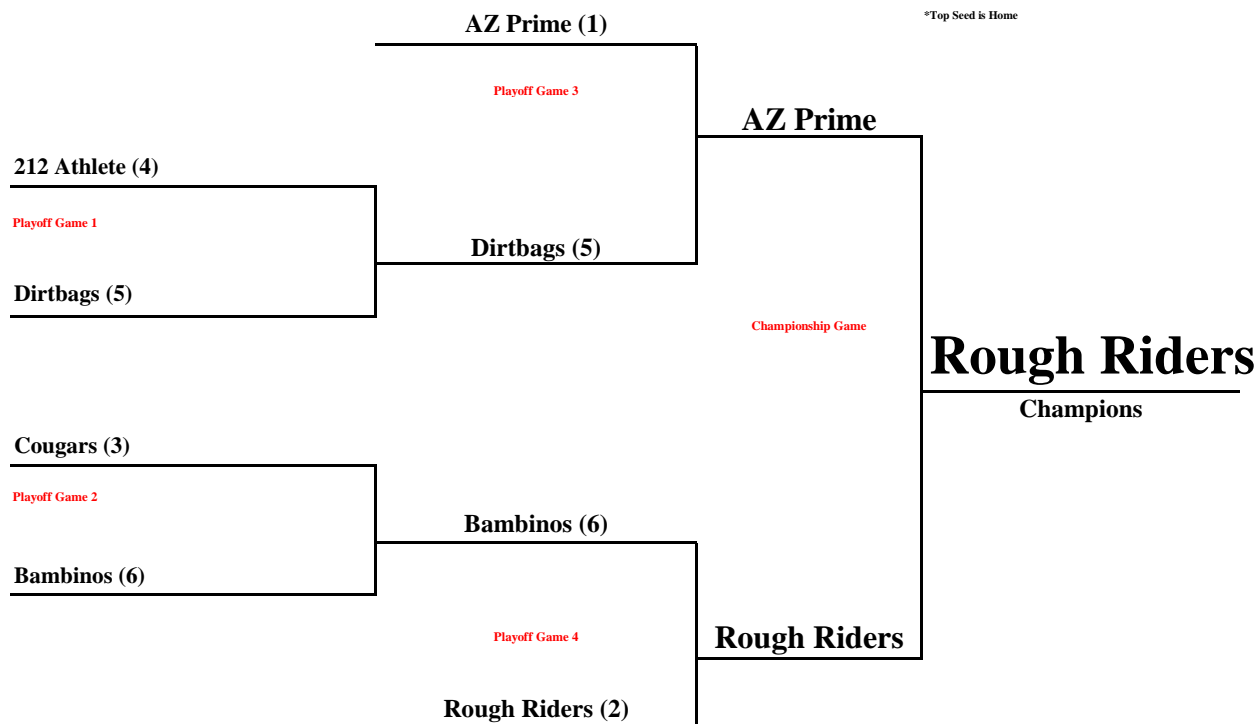 AZ Prime (1)
*Top Seed is Home
Playoff Game 3
AZ Prime
212 Athlete (4)
Playoff Game 1
Dirtbags (5)
Dirtbags (5)
Championship Game
Rough Riders
Champions
Cougars (3)
Playoff Game 2
Bambinos (6)
Bambinos (6)
Playoff Game 4
Rough Riders
Rough Riders (2)